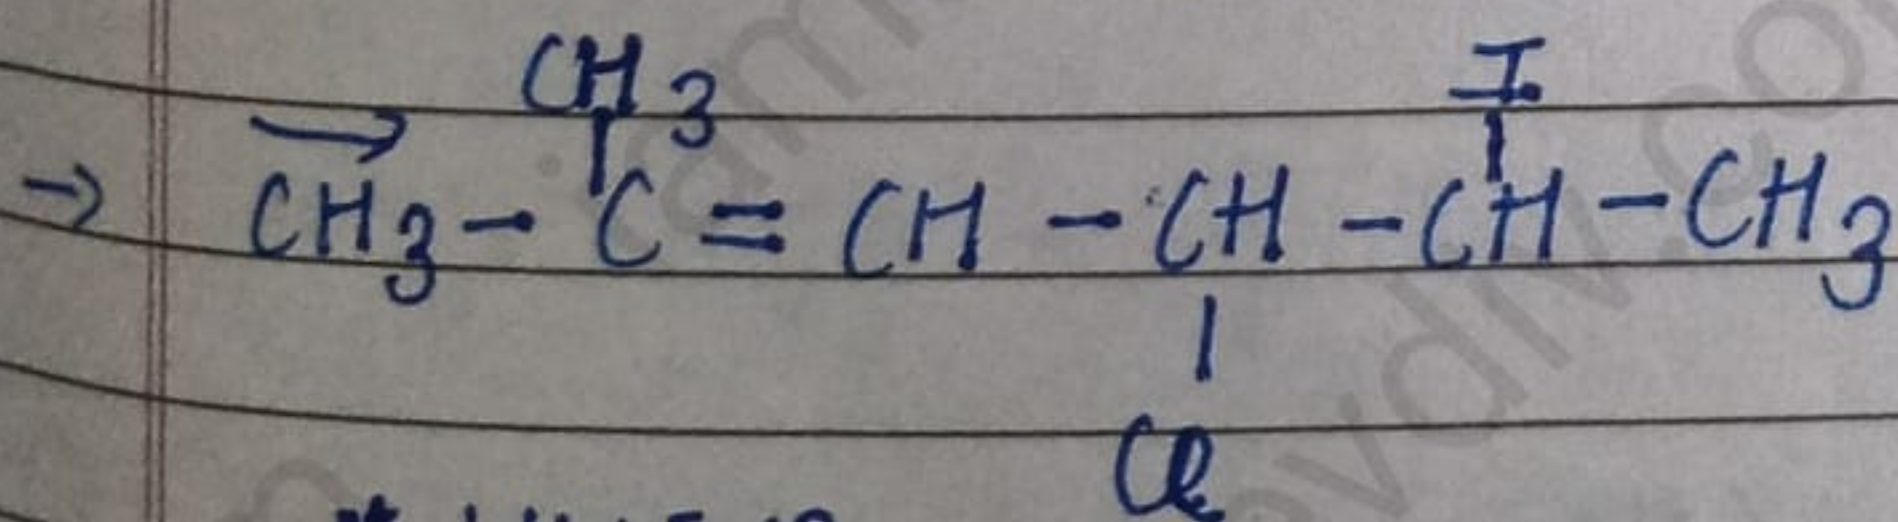 CH3 I
→ CH3 - C = CH - CH - CH - CH3
Cl